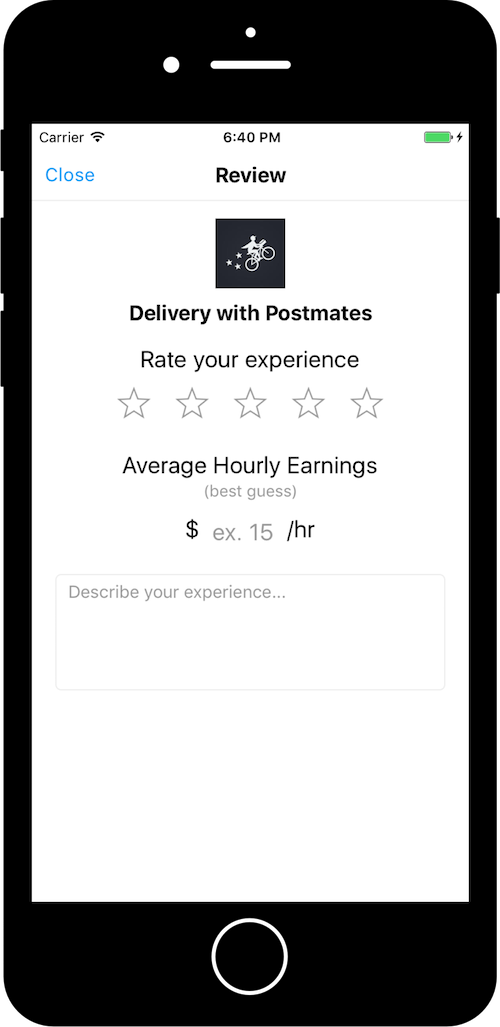 Carrier 6:40 PM
Close Review
Delivery with Postmates
Rate your experience
Average Hourly Earnings
(best guess)
$ ex. 15 /hr
Describe your experience...